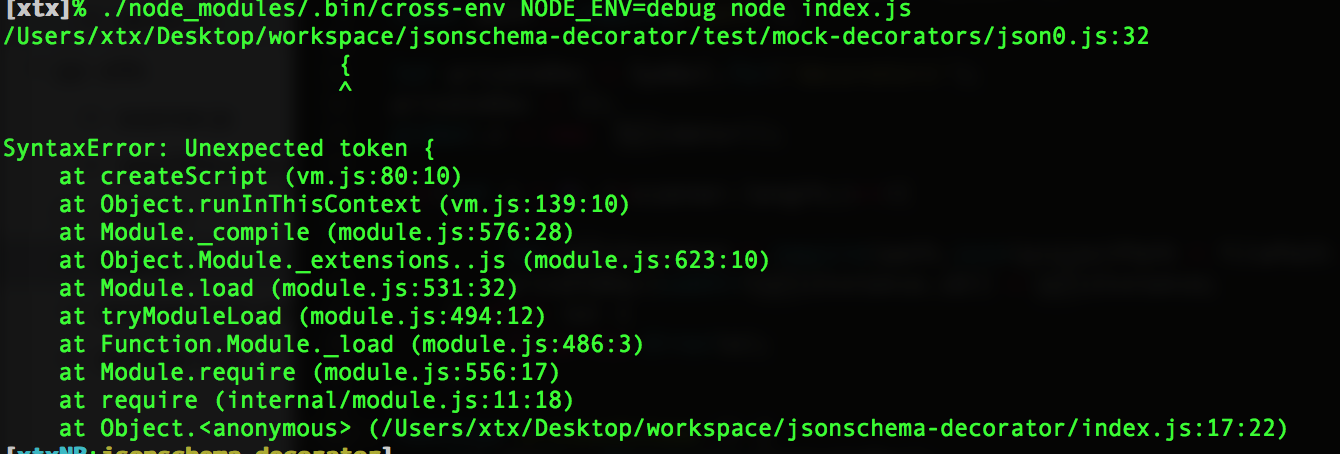 [xtx]% ./node_modules/.bin/cross-env NODE_ENV=debug node index.js
/Users/xtx/Desktop/workspace/jsonschema-decorator/test/mock-decorators/json0.js:32
{
^
SyntaxError: Unexpected token {
at createScript (vm.js:80:10)
at Object.runInThisContext (vm.js:139:10)
at Module._compile (module.js:576:28)
at Object.Module._extensions..js (module.js:623:10)
at Module.load (module.js:531:32)
at tryModuleLoad (module.js:494:12)
at Function.Module._load (module.js:486:3)
at Module.require (module.js:556:17)
at require (internal/module.js:11:18)
at Object.<anonymous> (/Users/xtx/Desktop/workspace/jsonschema-decorator/index.js:17:22)
[xtxNB:jsonschema-decorator]